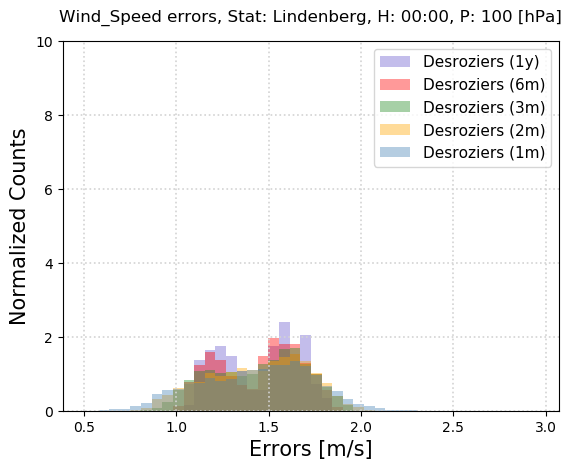 Wind_Speed errors, Stat: Lindenberg, H: 00:00, P: 100 [hPa]
10
8
6
4
2
0
Normalized Counts
Desroziers (1y)
Desroziers (6m)
Desroziers (3m)
Desroziers (2m)
Desroziers (1m)
0.5 1.0 1.5 2.0 2.5 3.0
Errors [m/s]